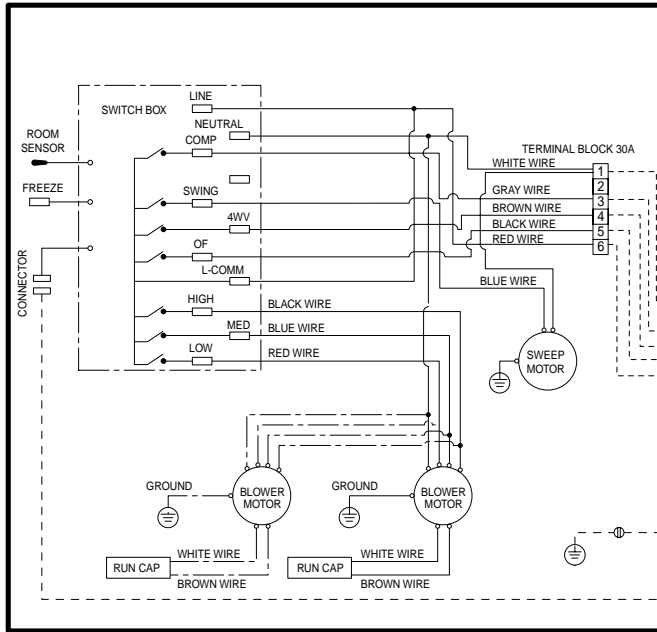 SWITCH BOX
LINE
NEUTRAL
COMP
SWING
4WV
OF
L-COMM
HIGH
MED
LOW
ROOM
SENSOR
FREEZE
CONNECTOR
BLACK WIRE
BLUE WIRE
RED WIRE
TERMINAL BLOCK 30A
WHITE WIRE
GRAY WIRE
BROWN WIRE
BLACK WIRE
RED WIRE
1
2
3
4
5
6
BLUE WIRE
SWEEP
MOTOR
GROUND
BLOWER
MOTOR
GROUND
BLOWER
MOTOR
RUN CAP
WHITE WIRE
BROWN WIRE
RUN CAP
WHITE WIRE
BROWN WIRE